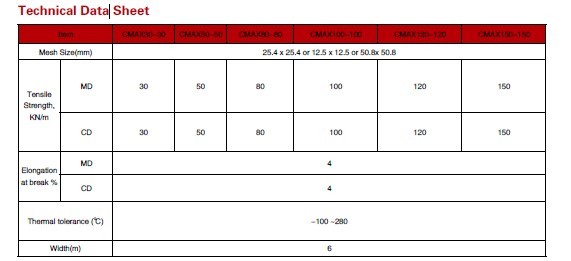 Technical Data Sheet
Item CMAX30-30 CMAX50-50 CMAX80-80 CMAX100-100 CMAX120-120 CMAX150-150
Mesh Size(mm) 25.4 x 25.4 or 12.5 x 12.5 or 50.8x 50.8
Tensile Strength, KN/m MD 30 50 80 100 120 150
CD 30 50 80 100 120 150
Elongation at break % MD 4
CD 4
Thermal tolerance (℃) -100 ~280
Width(m) 6